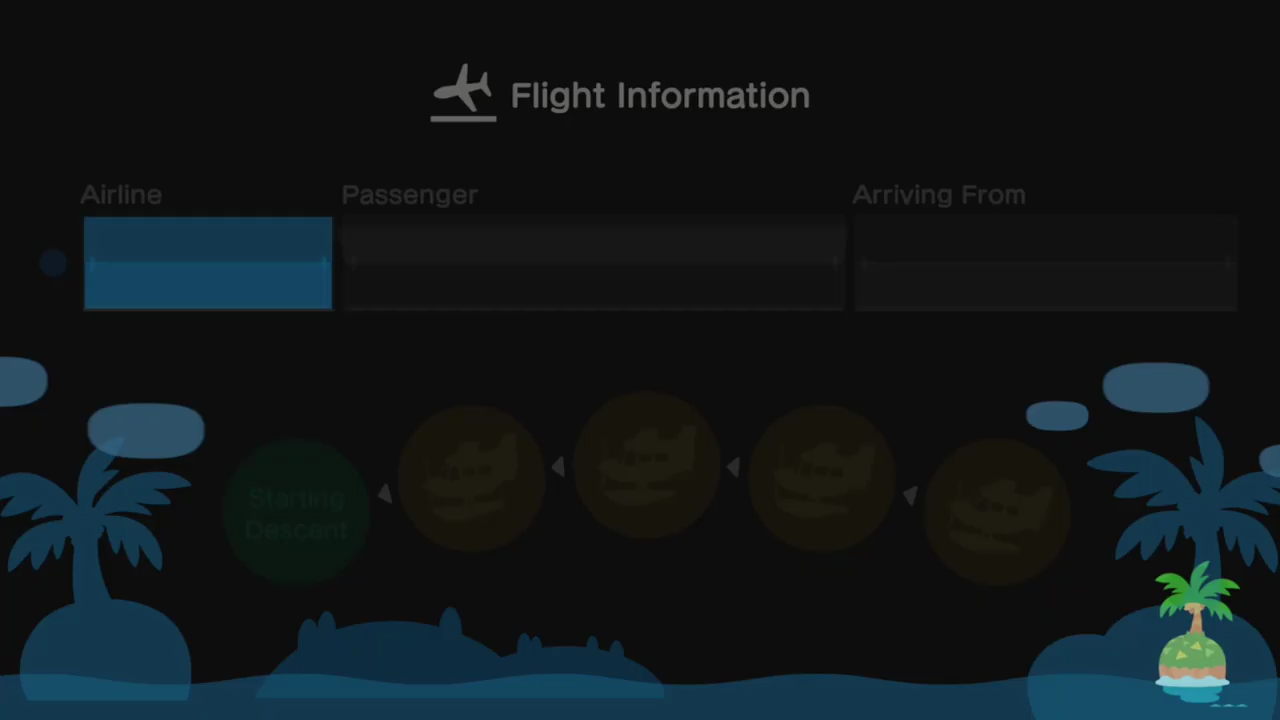 Flight Information
Airline
Passenger
Arriving From
Starting
Descent